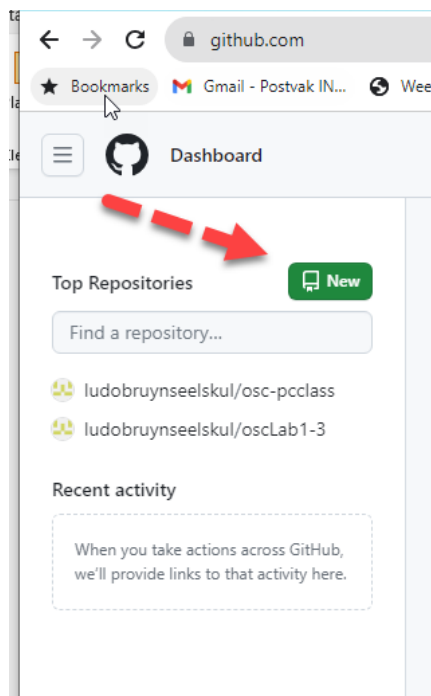 github.com
Bookmarks Gmail - Postvak IN... Wee
Dashboard
Top Repositories New
Find a repository...
ludobruynseelskul/osc-pcclass
ludobruynseelskul/oscLab1-3
Recent activity
When you take actions across GitHub,
we'll provide links to that activity here.